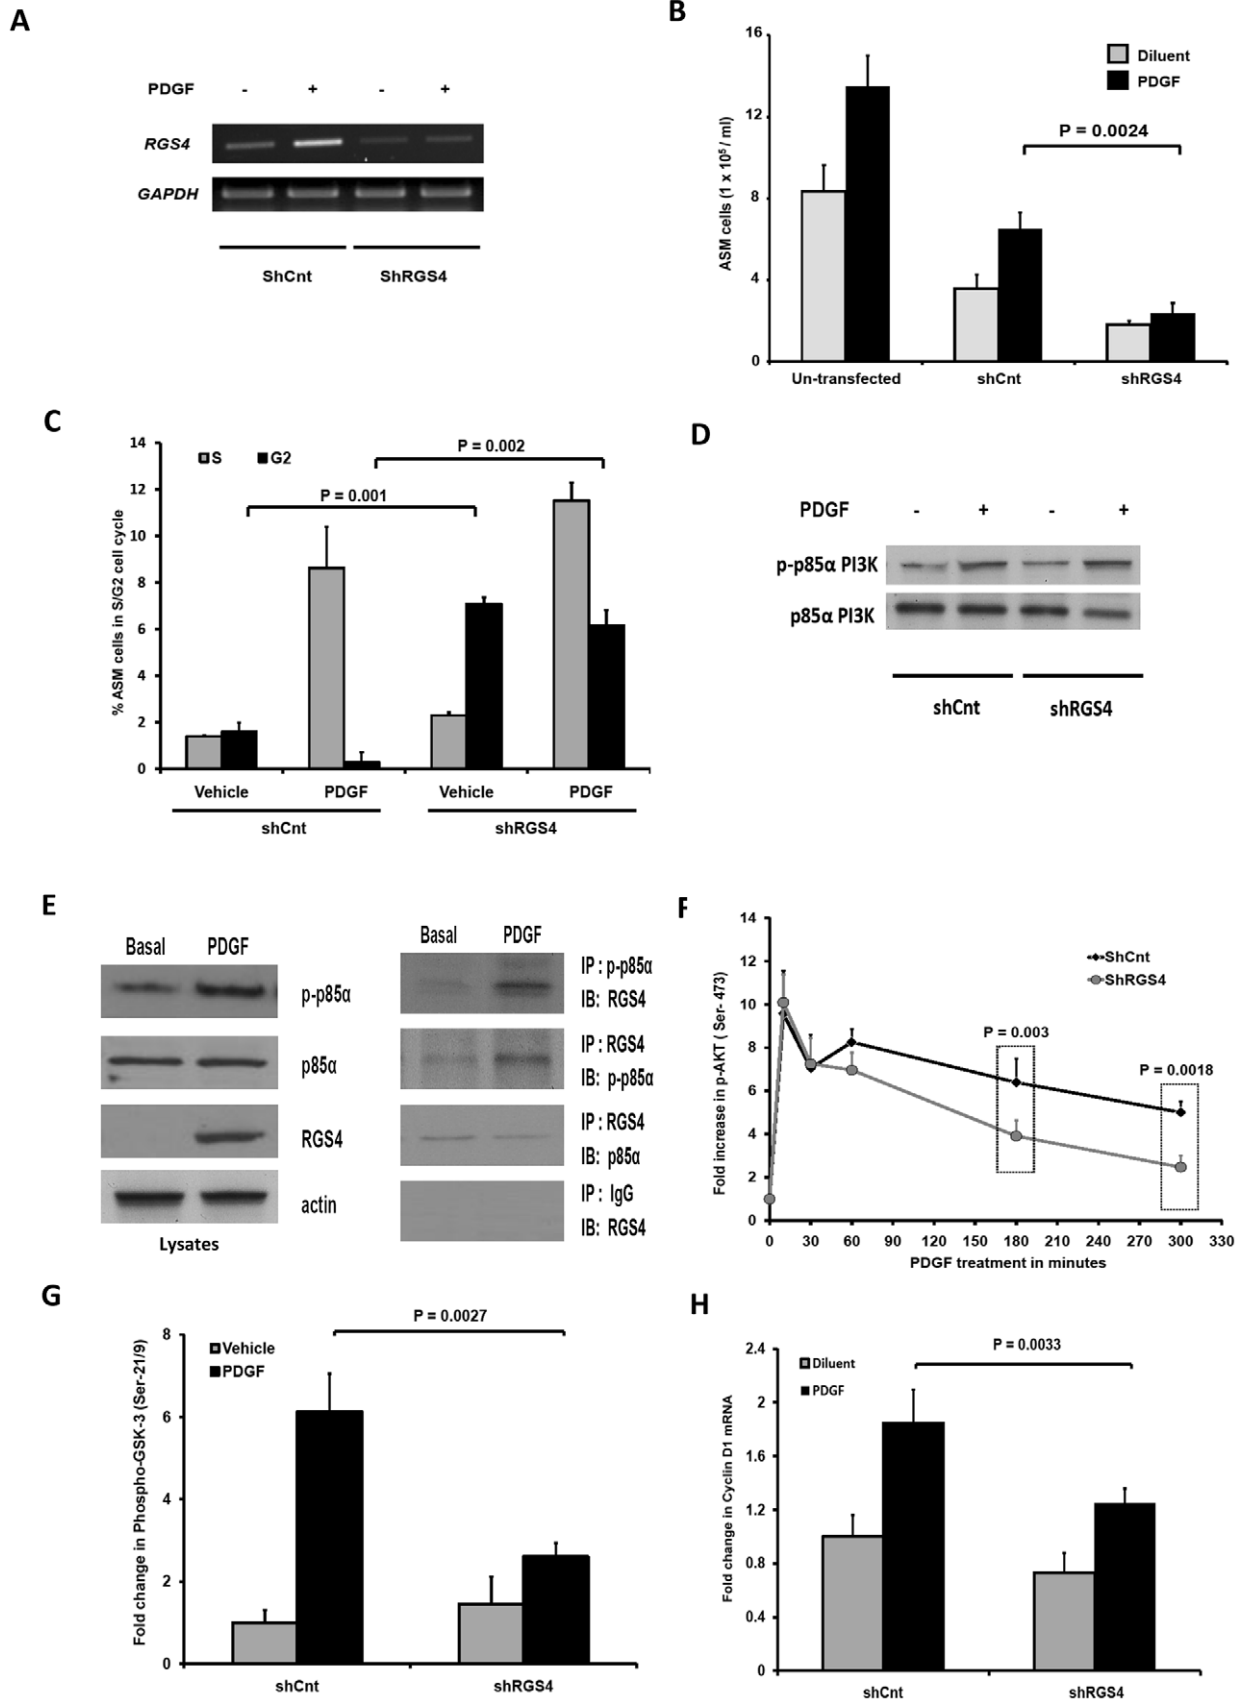 A
PDGF - + - +
RGS4
GAPDH
ShCnt ShRGS4
B
16
12
8
4
0
ASM cells (1 x 10⁵ / ml)
Diluent
PDGF
P = 0.0024
Un-transfected shCnt shRGS4
C
14
12
10
8
6
4
2
0
% ASM cells in S/G2 cell cycle
S G2
P = 0.002
P = 0.001
Vehicle PDGF Vehicle PDGF
shCnt shRGS4
D
PDGF - + - +
p-p85α PI3K
p85α PI3K
shCnt shRGS4
E
Basal PDGF
p-p85α
p85α
RGS4
actin
Lysates
Basal PDGF
IP : p-p85α
IB: RGS4
IP : RGS4
IB: p-p85α
IP : RGS4
IB: p85α
IP : IgG
IB: RGS4
F
14
12
10
8
6
4
2
0
Fold increase in p-AKT ( Ser- 473)
ShCnt
ShRGS4
P = 0.003
P = 0.0018
0 30 60 90 120 150 180 210 240 270 300 330
PDGF treatment in minutes
G
8
6
4
2
0
Fold change in Phospho-GSK-3 (Ser-21/9)
Vehicle
PDGF
P = 0.0027
shCnt shRGS4
H
2.4
2
1.6
1.2
0.8
0.4
0
Fold change in Cyclin D1 mRNA
Diluent
PDGF
P = 0.0033
shCnt shRGS4